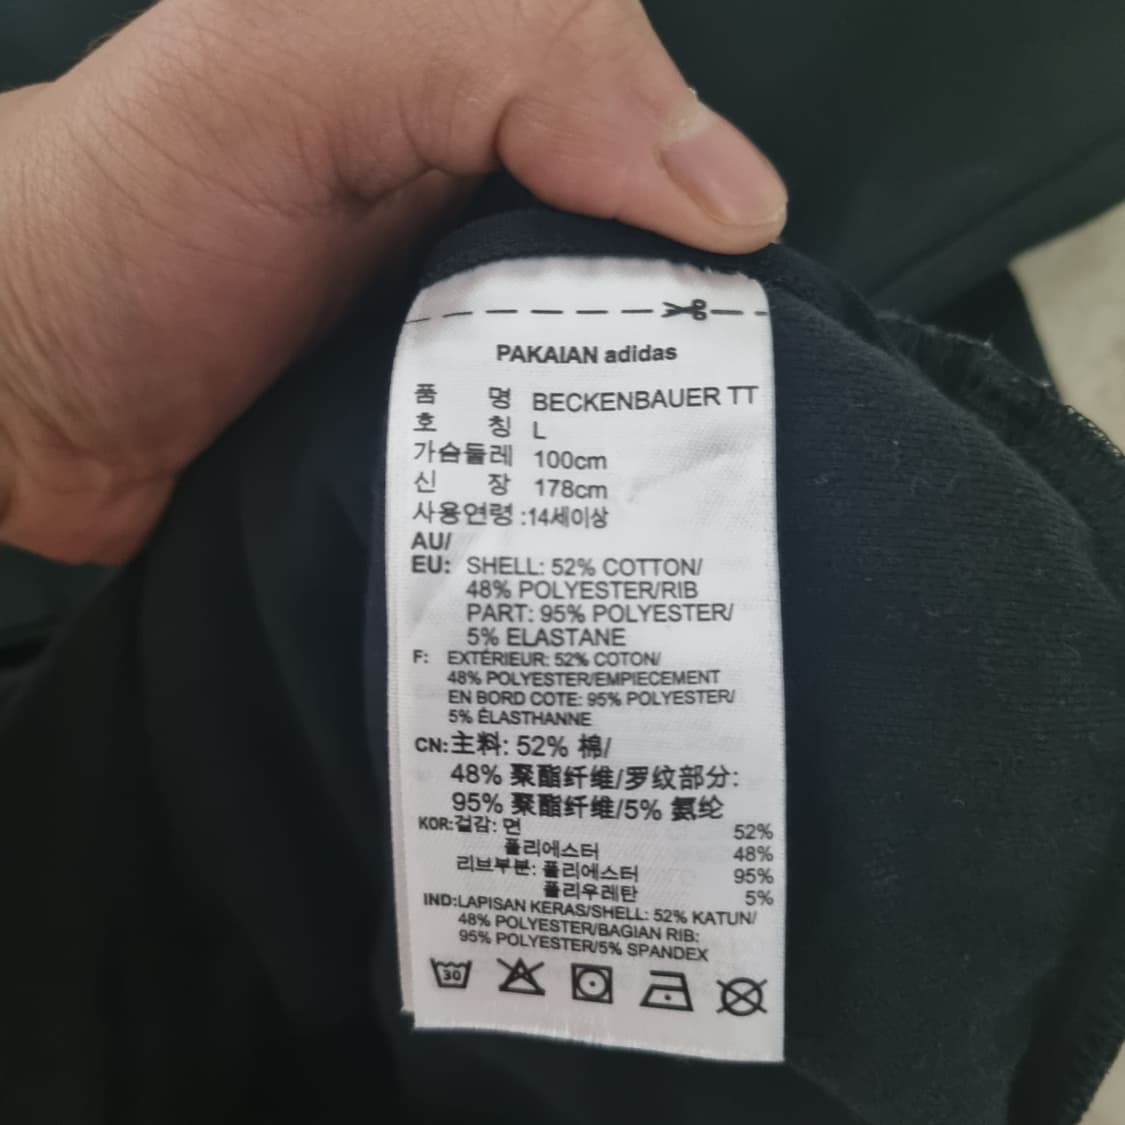 PAKAIAN adidas
품 명 BECKENBAUER TT
호 칭 L
가슴둘레 100cm
신 장 178cm
사용연령 :14세이상
AU/
EU: SHELL: 52% COTTON/
48% POLYESTER/RIB
PART: 95% POLYESTER/
5% ELASTANE
F: EXTÉRIEUR: 52% COTON/
48% POLYESTER/EMPIECEMENT
EN BORD COTE: 95% POLYESTER/
5% ÉLASTHANNE
CN:主料: 52% 棉/
48% 聚酯纤维/罗纹部分:
95% 聚酯纤维/5% 氨纶
KOR:겉감: 면 52%
폴리에스터 48%
리브부분: 폴리에스터 95%
폴리우레탄 5%
IND:LAPISAN KERAS/SHELL: 52% KATUN/
48% POLYESTER/BAGIAN RIB:
95% POLYESTER/5% SPANDEX
30